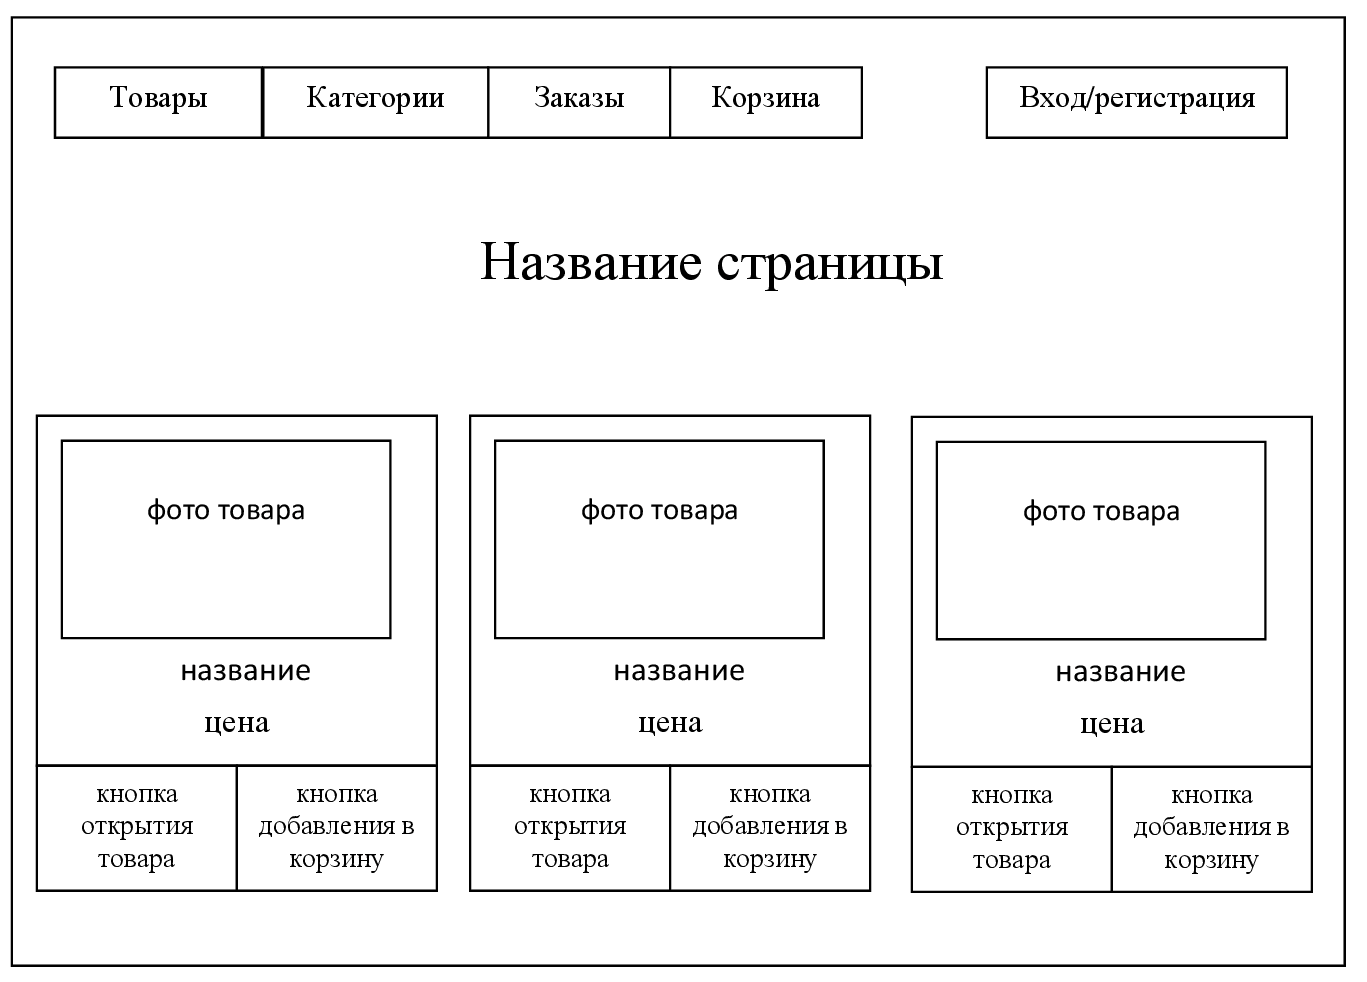 Товары
Категории
Заказы
Корзина
Вход/регистрация
Название страницы
фото товара
название
цена
кнопка
открытия
товара
кнопка
добавления в
корзину
фото товара
название
цена
кнопка
открытия
товара
кнопка
добавления в
корзину
фото товара
название
цена
кнопка
открытия
товара
кнопка
добавления в
корзину